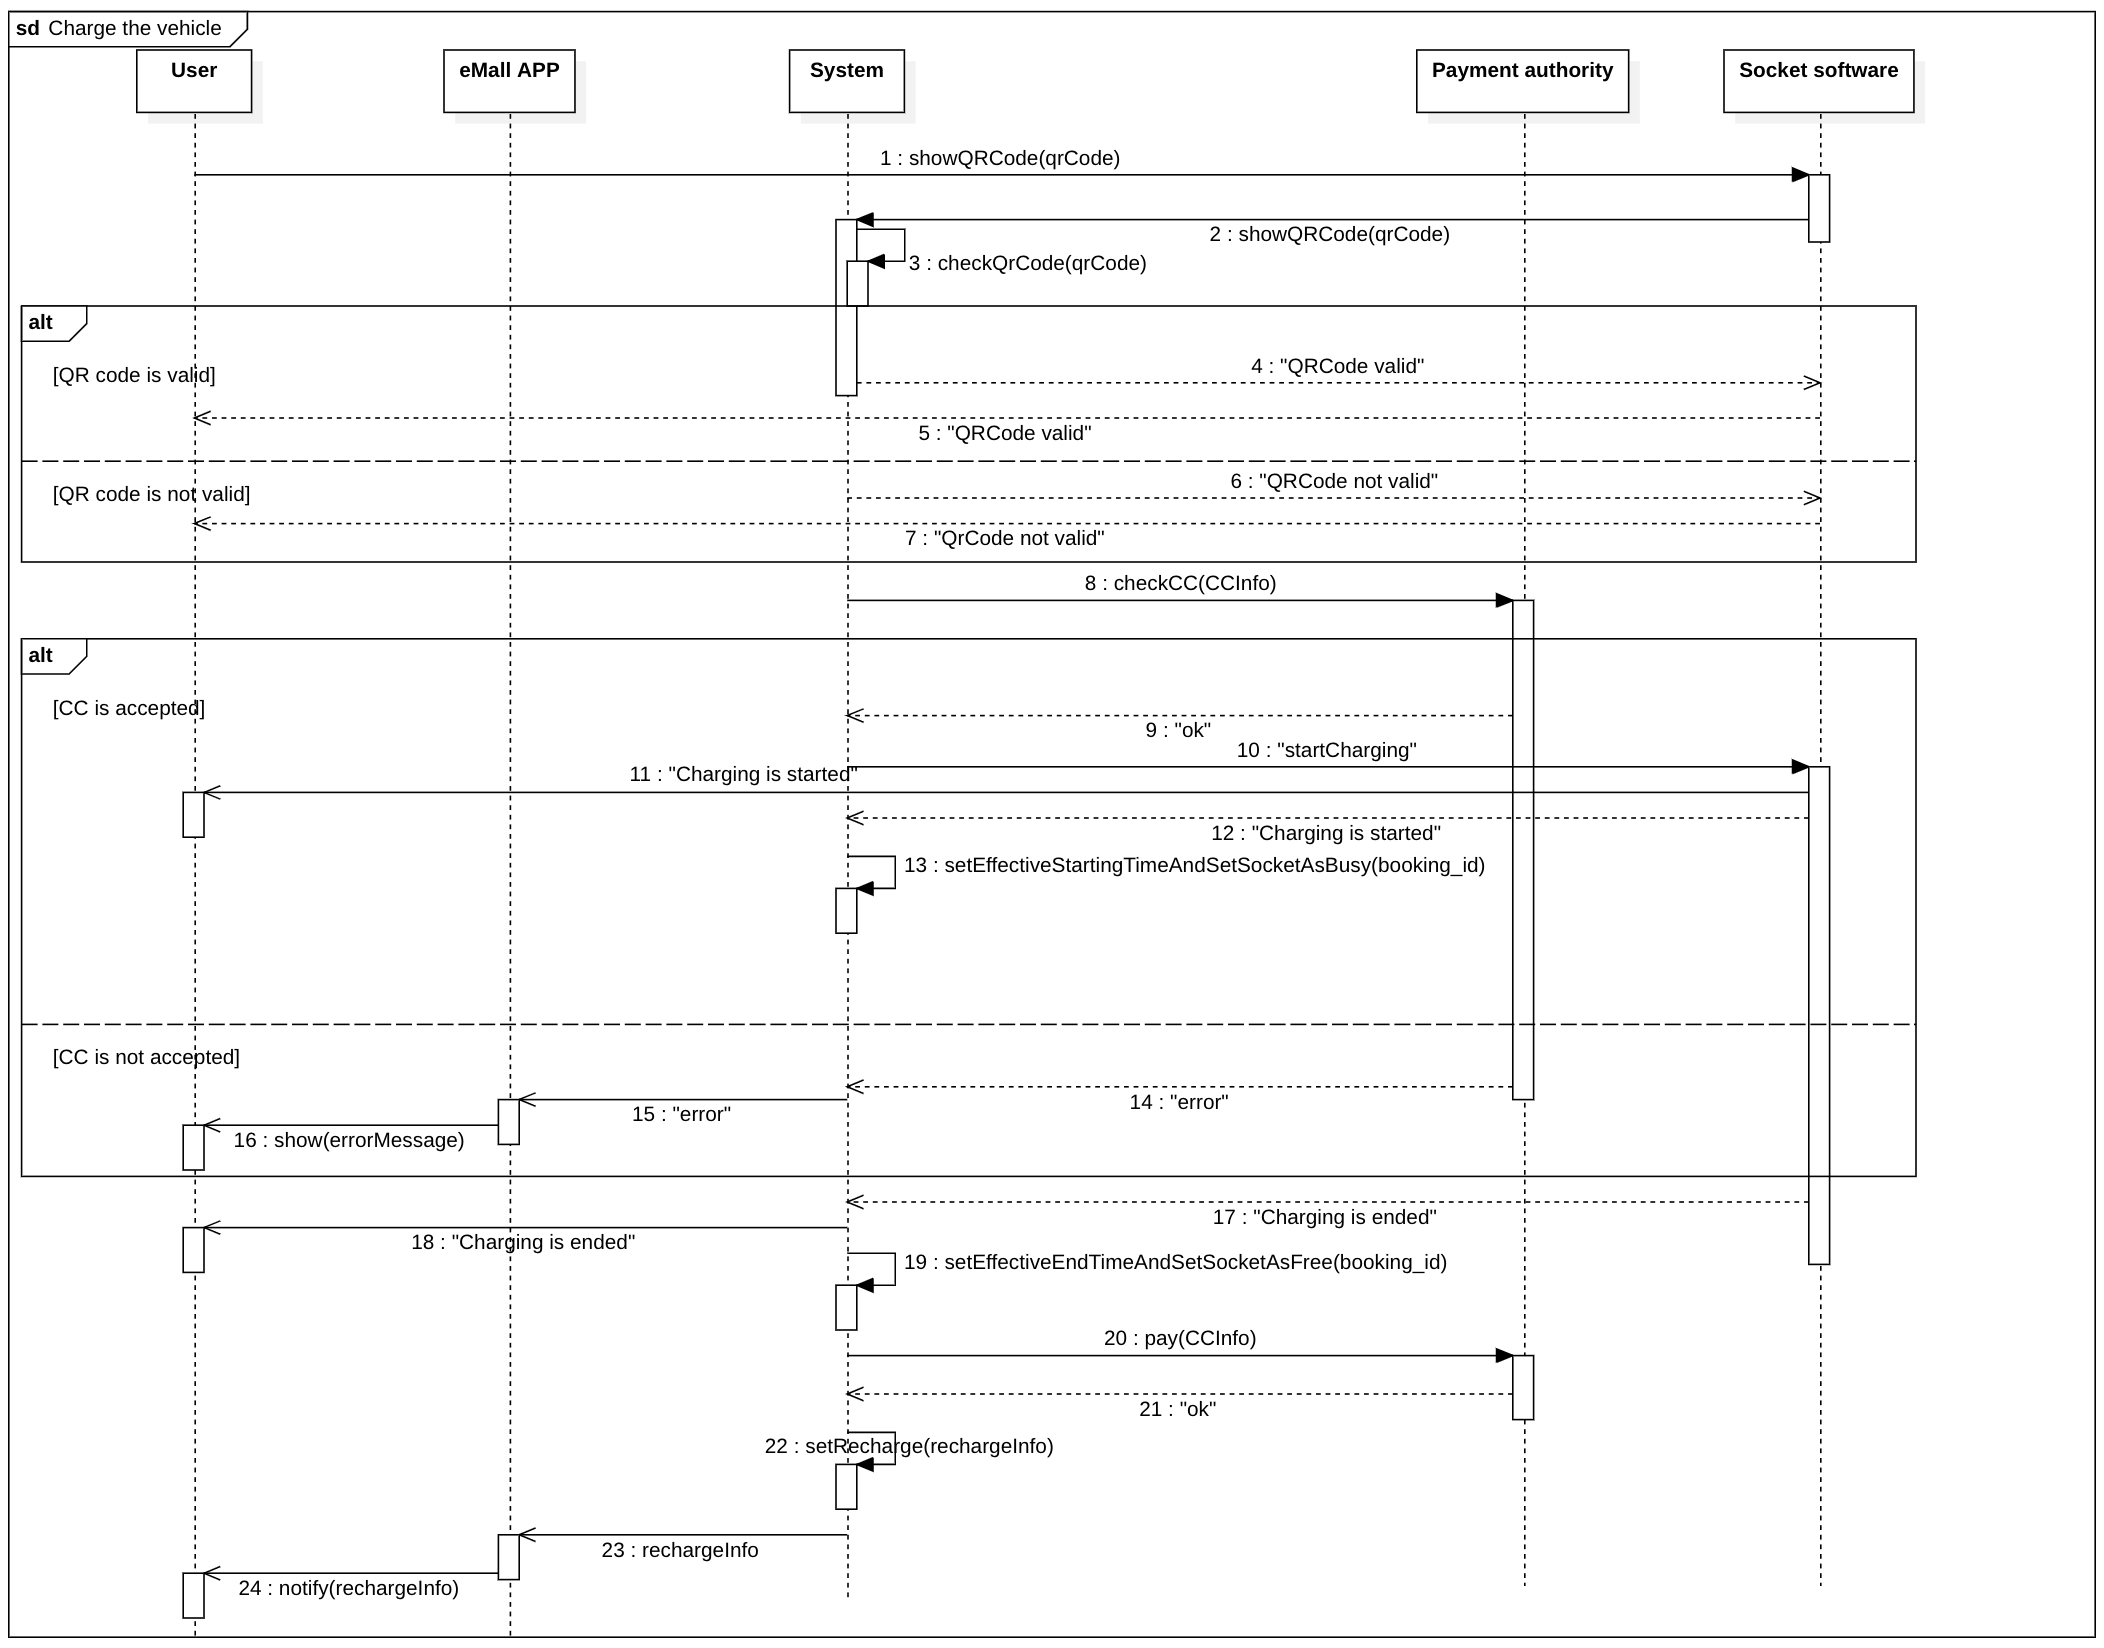 sd Charge the vehicle
User
eMall APP
System
Payment authority
Socket software
1 : showQRCode(qrCode)
2 : showQRCode(qrCode)
3 : checkQrCode(qrCode)
alt
[QR code is valid]
4 : "QRCode valid"
5 : "QRCode valid"
[QR code is not valid]
6 : "QRCode not valid"
7 : "QrCode not valid"
8 : checkCC(CCInfo)
alt
[CC is accepted]
9 : "ok"
10 : "startCharging"
11 : "Charging is started"
12 : "Charging is started"
13 : setEffectiveStartingTimeAndSetSocketAsBusy(booking_id)
[CC is not accepted]
14 : "error"
15 : "error"
16 : show(errorMessage)
17 : "Charging is ended"
18 : "Charging is ended"
19 : setEffectiveEndTimeAndSetSocketAsFree(booking_id)
20 : pay(CCInfo)
21 : "ok"
22 : setRecharge(rechargeInfo)
23 : rechargeInfo
24 : notify(rechargeInfo)